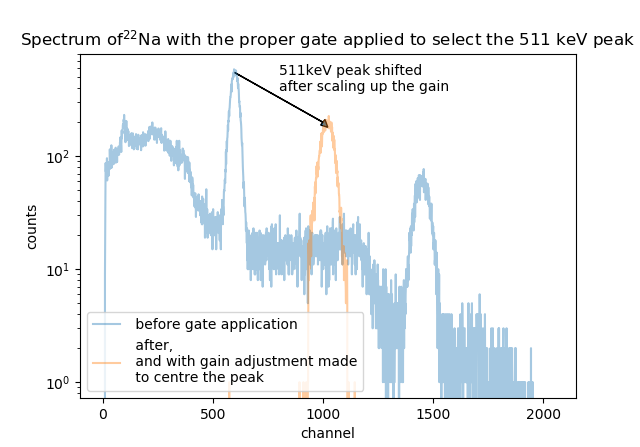 Spectrum of²²Na with the proper gate applied to select the 511 keV peak
511keV peak shifted
after scaling up the gain
counts
10²
10¹
10⁰
before gate application
after,
and with gain adjustment made
to centre the peak
0 500 1000 1500 2000
channel